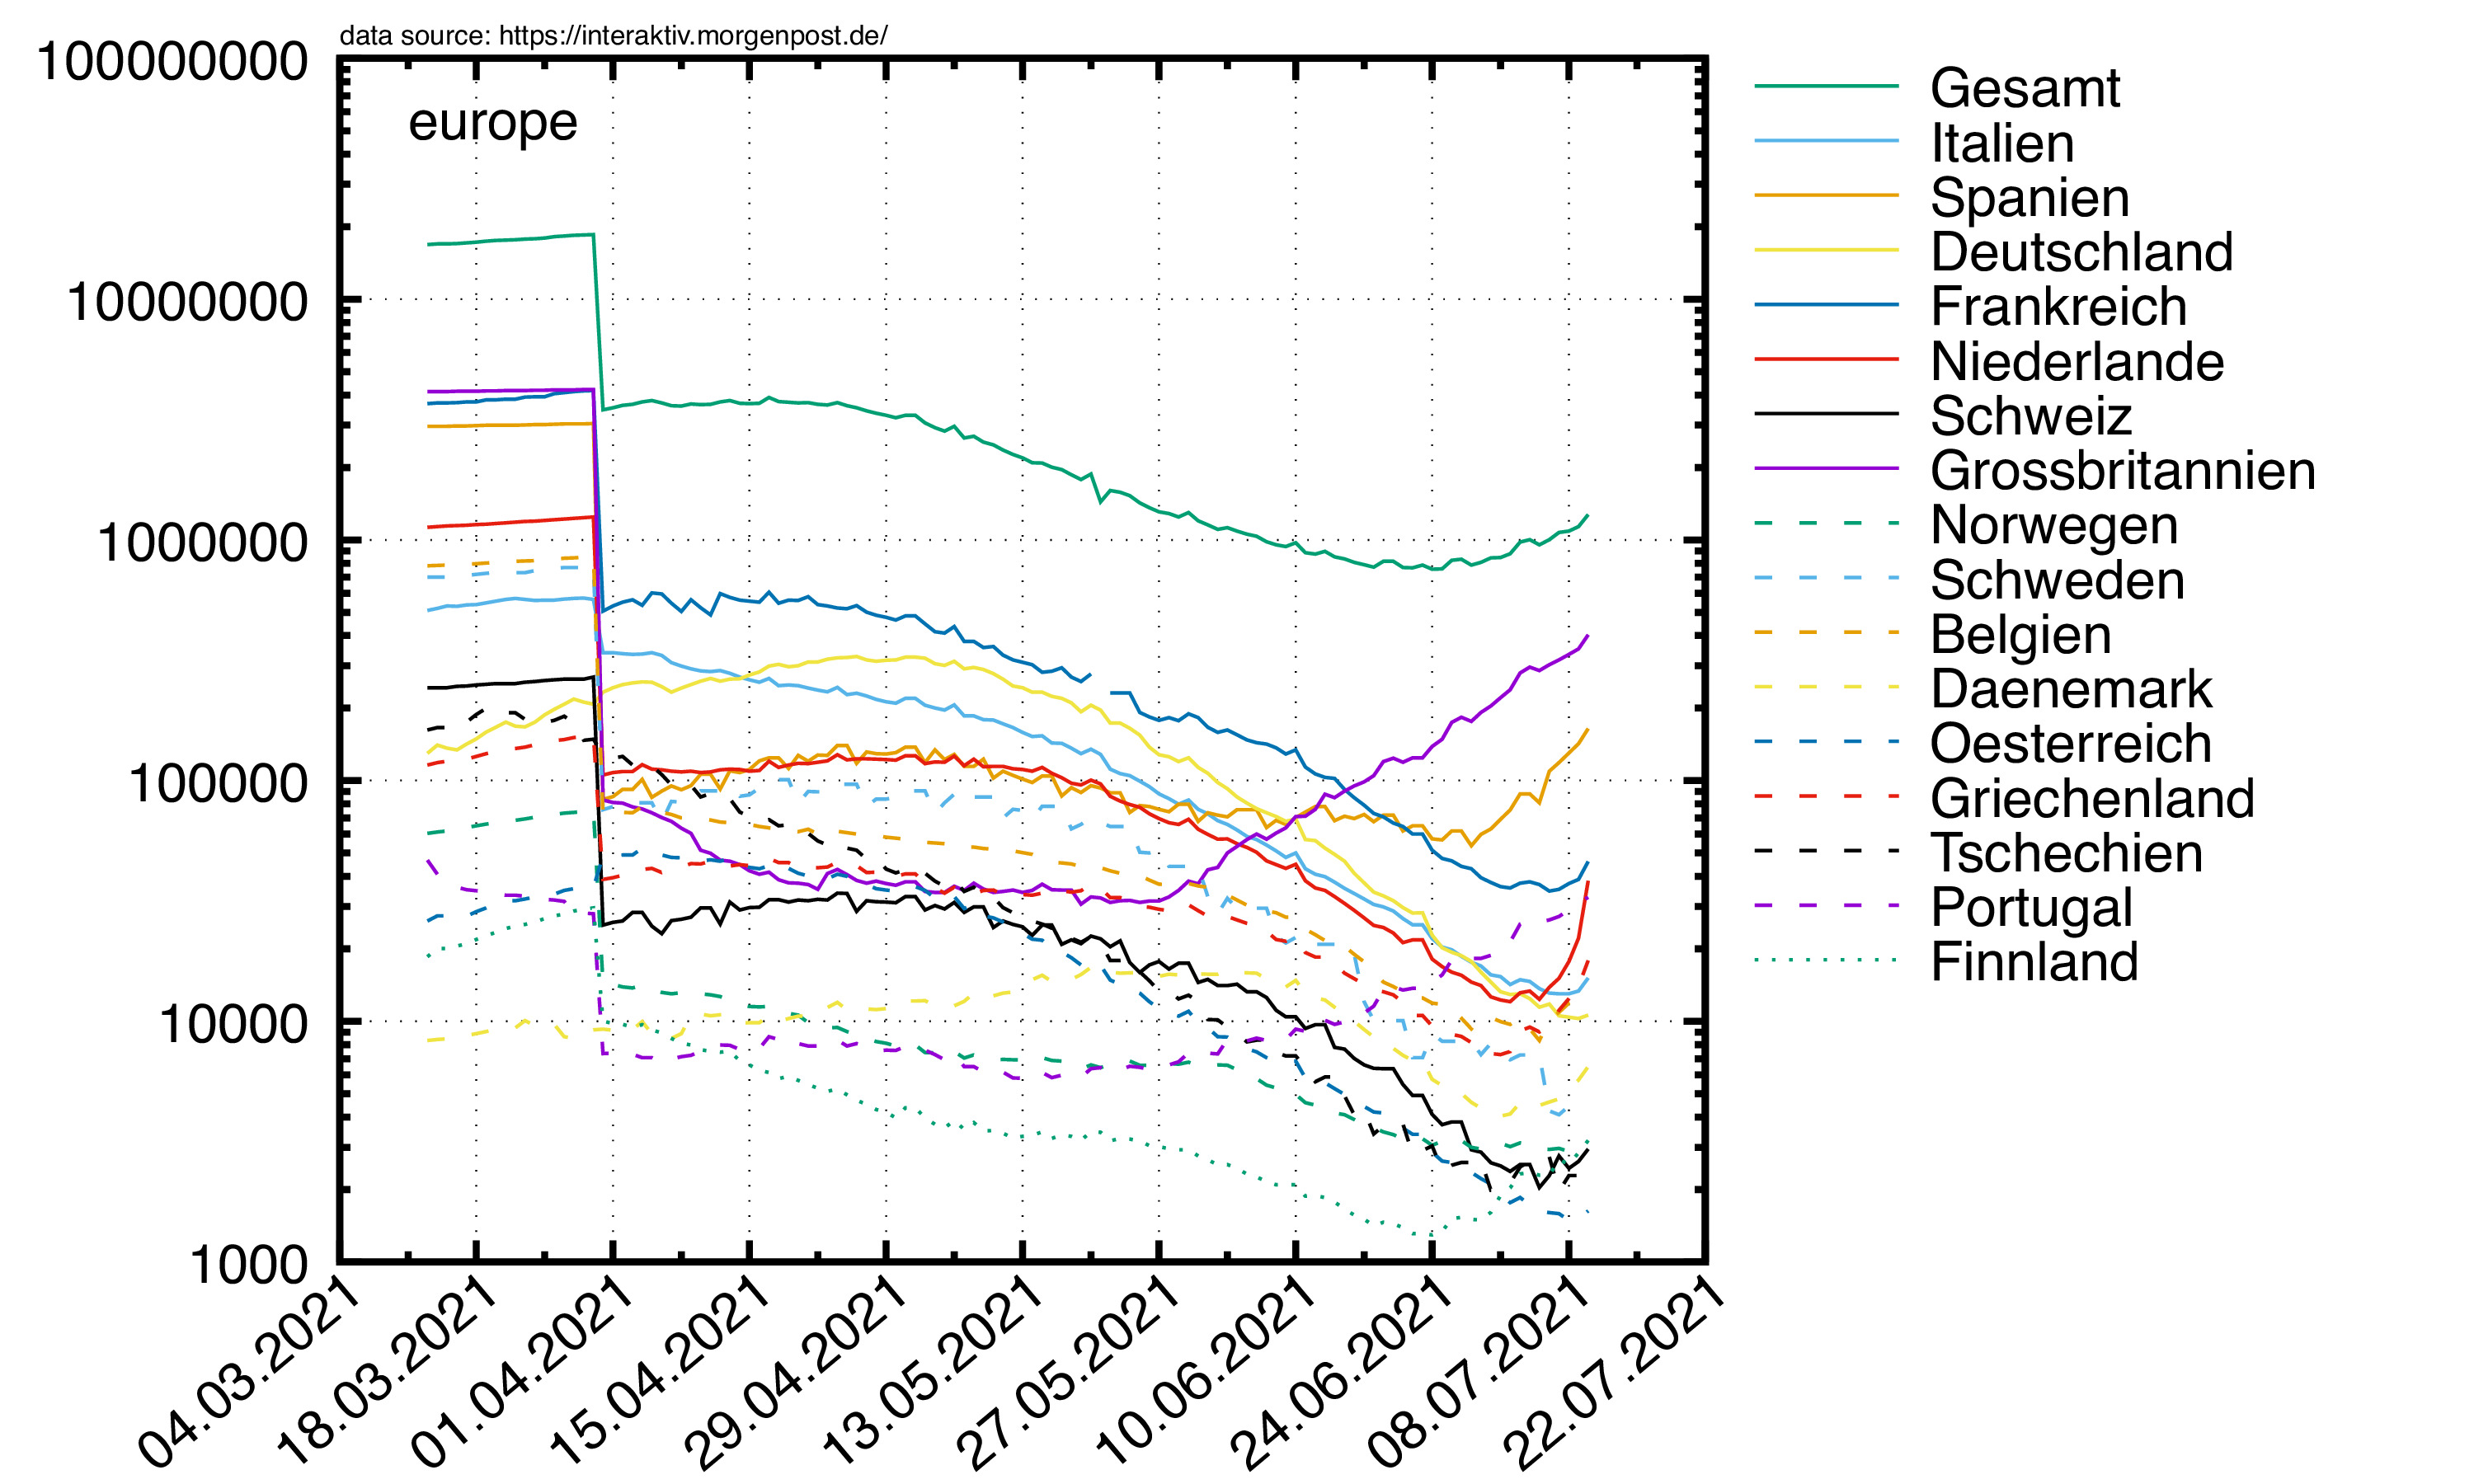 data source: https://interaktiv.morgenpost.de/
europe
100000000
10000000
1000000
100000
10000
1000
04.03.2021
18.03.2021
01.04.2021
15.04.2021
29.04.2021
13.05.2021
27.05.2021
10.06.2021
24.06.2021
08.07.2021
22.07.2021
Gesamt
Italien
Spanien
Deutschland
Frankreich
Niederlande
Schweiz
Grossbritannien
Norwegen
Schweden
Belgien
Daenemark
Oesterreich
Griechenland
Tschechien
Portugal
Finnland